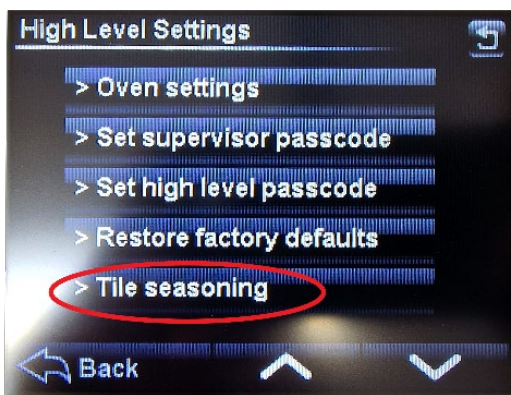 High Level Settings
> Oven settings
> Set supervisor passcode
> Set high level passcode
> Restore factory defaults
> Tile seasoning
Back